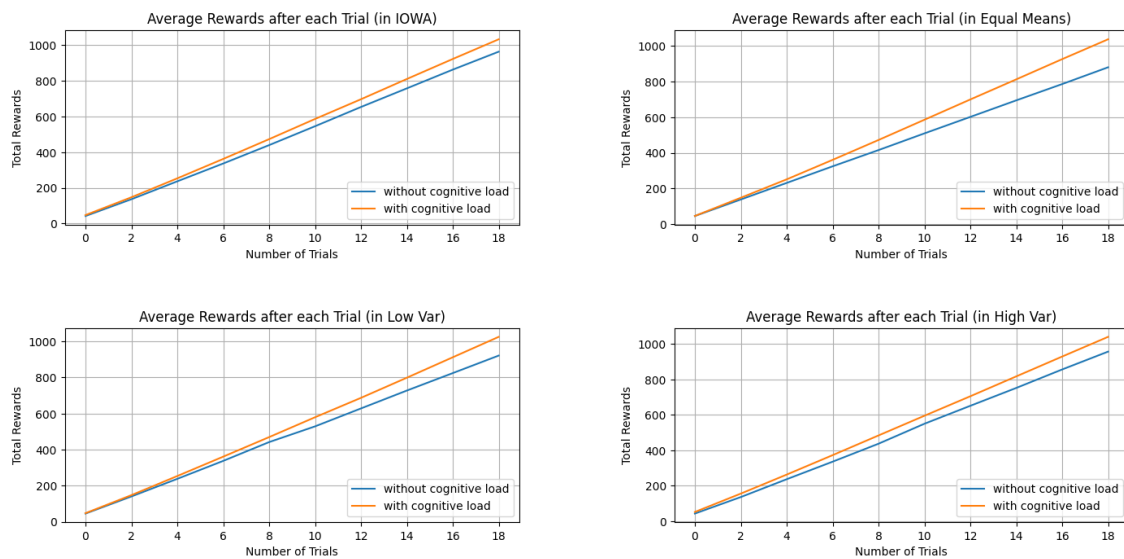 Average Rewards after each Trial (in IOWA)
1000
800
600
400
200
0
Total Rewards
without cognitive load
with cognitive load
0 2 4 6 8 10 12 14 16 18
Number of Trials
Average Rewards after each Trial (in Equal Means)
1000
800
600
400
200
0
Total Rewards
without cognitive load
with cognitive load
0 2 4 6 8 10 12 14 16 18
Number of Trials
Average Rewards after each Trial (in Low Var)
1000
800
600
400
200
0
Total Rewards
without cognitive load
with cognitive load
0 2 4 6 8 10 12 14 16 18
Number of Trials
Average Rewards after each Trial (in High Var)
1000
800
600
400
200
0
Total Rewards
without cognitive load
with cognitive load
0 2 4 6 8 10 12 14 16 18
Number of Trials